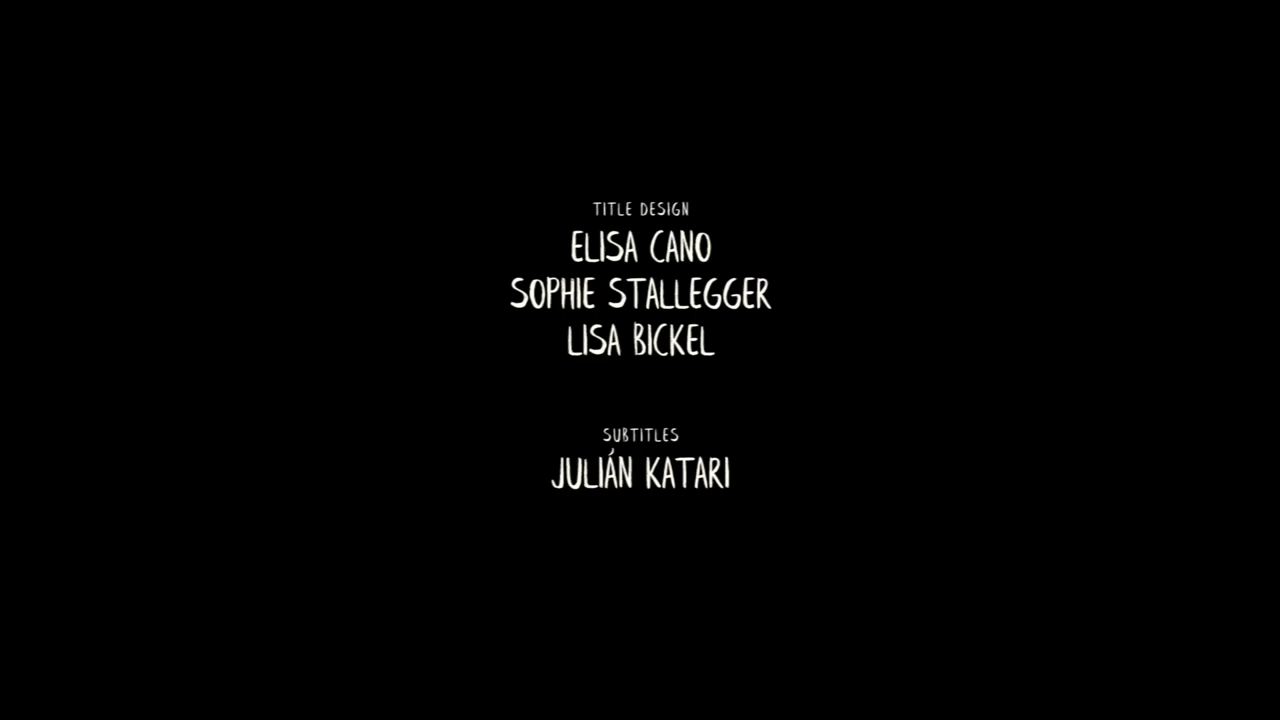 TITLE DESIGN
ELISA CANO
SOPHIE STALLEGGER
LISA BICKEL
SUBTITLES
JULIÁN KATARI